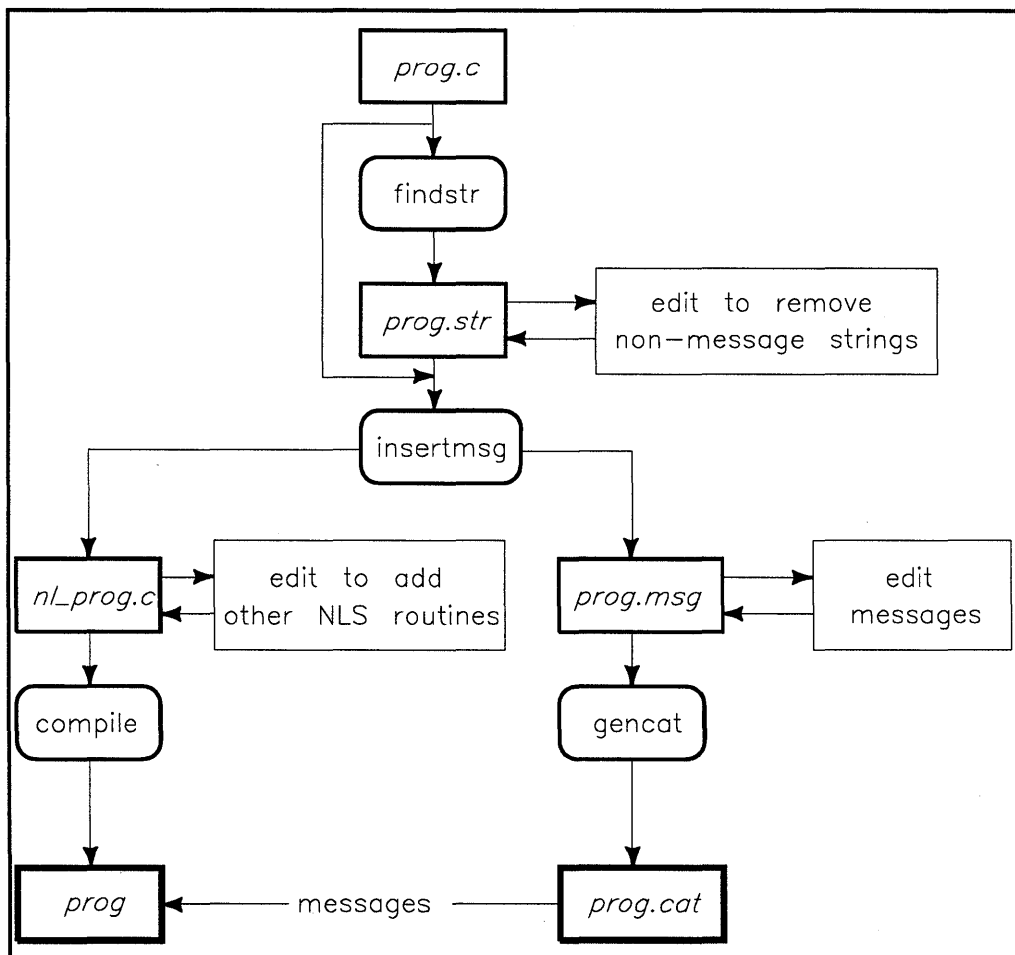 prog.c
findstr
prog.str
edit to remove
non-message strings
insertmsg
nl_prog.c
edit to add
other NLS routines
prog.msg
edit
messages
compile
gencat
prog
messages
prog.cat